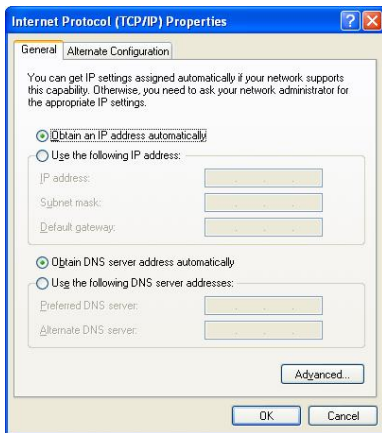 Internet Protocol (TCP/IP) Properties
General
Alternate Configuration
You can get IP settings assigned automatically if your network supports
this capability. Otherwise, you need to ask your network administrator for
the appropriate IP settings.
Obtain an IP address automatically
Use the following IP address:
IP address:
Subnet mask:
Default gateway:
Obtain DNS server address automatically
Use the following DNS server addresses:
Preferred DNS server:
Alternate DNS server:
Advanced...
OK
Cancel